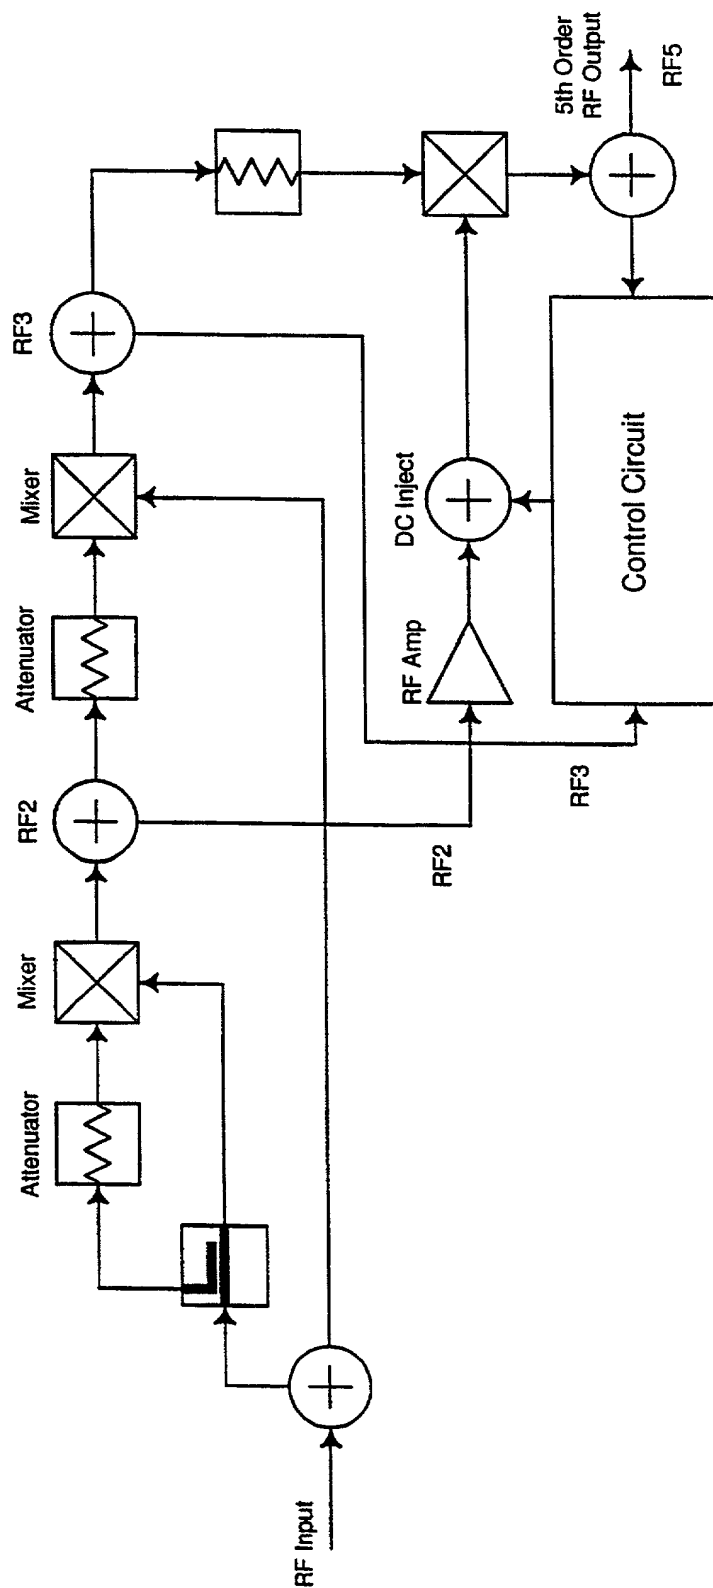 RF Input
Attenuator
Mixer
RF2
Attenuator
Mixer
RF3
RF2
RF Amp
DC Inject
RF3
Control Circuit
5th Order
RF Output
RF5